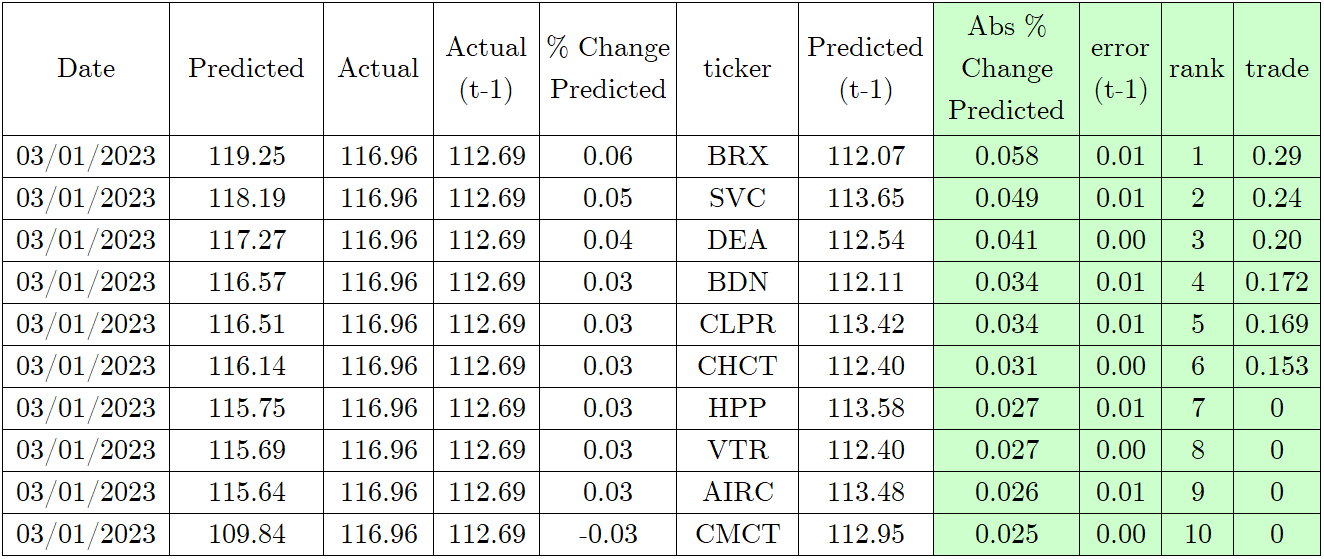 Date Predicted Actual Actual (t-1) % Change Predicted ticker Predicted (t-1) Abs % Change Predicted error (t-1) rank trade
03/01/2023 119.25 116.96 112.69 0.06 BRX 112.07 0.058 0.01 1 0.29
03/01/2023 118.19 116.96 112.69 0.05 SVC 113.65 0.049 0.01 2 0.24
03/01/2023 117.27 116.96 112.69 0.04 DEA 112.54 0.041 0.00 3 0.20
03/01/2023 116.57 116.96 112.69 0.03 BDN 112.11 0.034 0.01 4 0.172
03/01/2023 116.51 116.96 112.69 0.03 CLPR 113.42 0.034 0.01 5 0.169
03/01/2023 116.14 116.96 112.69 0.03 CHCT 112.40 0.031 0.00 6 0.153
03/01/2023 115.75 116.96 112.69 0.03 HPP 113.58 0.027 0.01 7 0
03/01/2023 115.69 116.96 112.69 0.03 VTR 112.40 0.027 0.00 8 0
03/01/2023 115.64 116.96 112.69 0.03 AIRC 113.48 0.026 0.01 9 0
03/01/2023 109.84 116.96 112.69 -0.03 CMCT 112.95 0.025 0.00 10 0